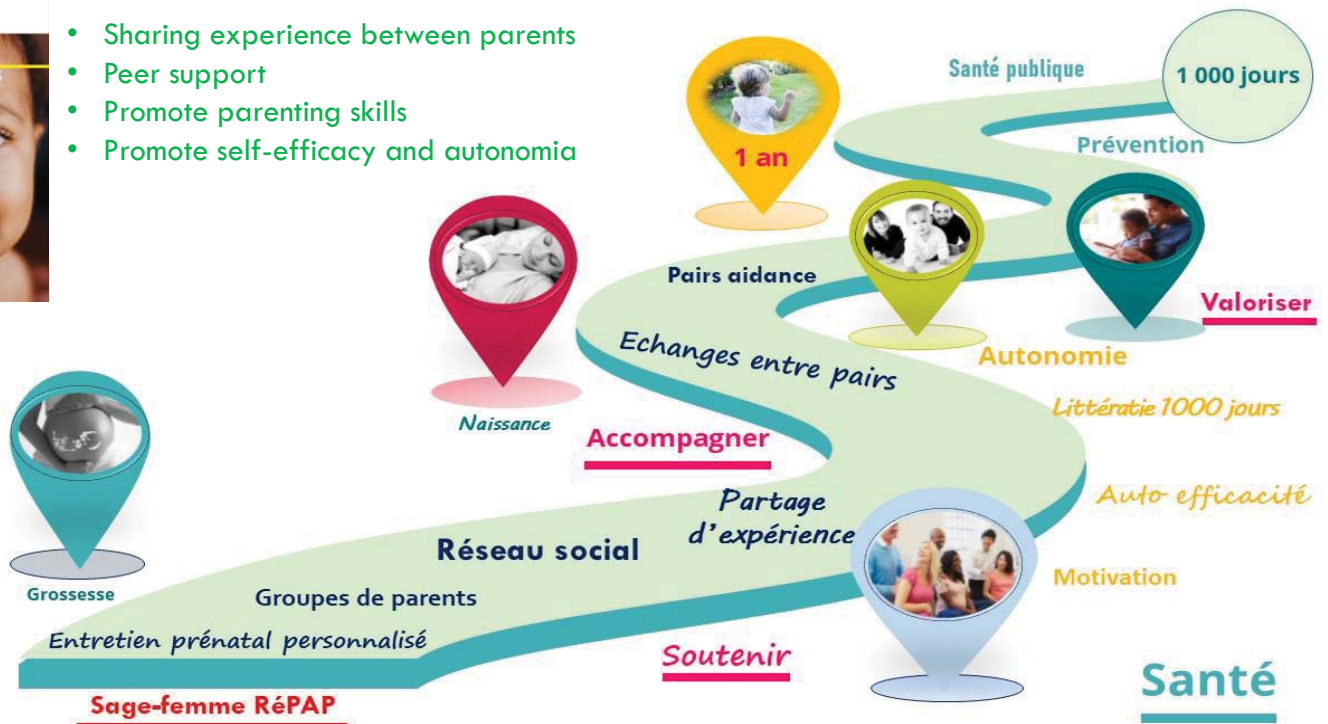 • Sharing experience between parents
• Peer support
• Promote parenting skills
• Promote self-efficacy and autonomia
Santé publique
1 000 jours
Prévention
1 an
Pairs aidance
Valoriser
Echanges entre pairs
Autonomie
Littératie 1000 jours
Naissance
Accompagner
Partage
d'expérience
Auto efficacité
Réseau social
Motivation
Grossesse
Groupes de parents
Entretien prénatal personnalisé
Soutenir
Santé
Sage-femme RéPAP